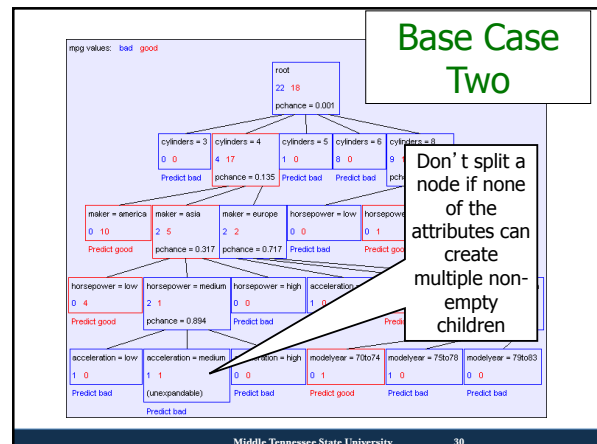 Base Case
Two
mpg values: bad good
root
22 18
pchance = 0.001
cylinders = 3
0 0
Predict bad
cylinders = 4
4 17
pchance = 0.135
cylinders = 5
1 0
Predict bad
cylinders = 6
8 0
Predict bad
cylinders = 8
9
Don't split a
node if none
of the
attributes can
create
multiple non-
empty
children
maker = america
0 10
Predict good
maker = asia
2 5
pchance = 0.317
maker = europe
2 2
pchance = 0.717
horsepower = low
0 0
Predict bad
0 1
Predict good
horsepower = low
0 4
Predict good
horsepower = medium
2 1
pchance = 0.894
horsepower = high
0 0
Predict bad
acceleration =
1
acceleration = low
1 0
Predict bad
acceleration = medium
1 1
(unexpandable)
Predict bad
= high
0 0
Predict bad
modelyear = 70to74
0 1
Predict good
modelyear = 75to78
1 0
Predict bad
modelyear = 79to83
0 0
Predict bad
Middle Tennessee State University 30